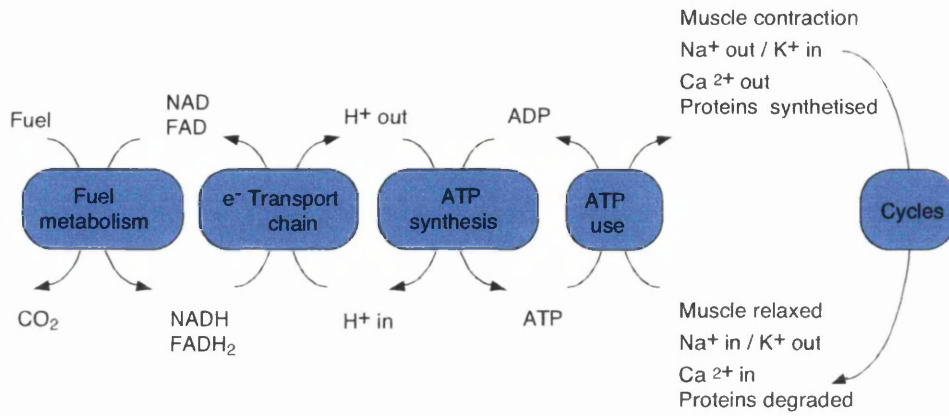 Muscle contraction
Na+ out / K+ in
Ca 2+ out
Proteins synthetised
Fuel
NAD
FAD
H+ out
ADP
Fuel
metabolism
e- Transport
chain
ATP
synthesis
ATP
use
Cycles
CO2
NADH
FADH2
H+ in
ATP
Muscle relaxed
Na+ in / K+ out
Ca 2+ in
Proteins degraded